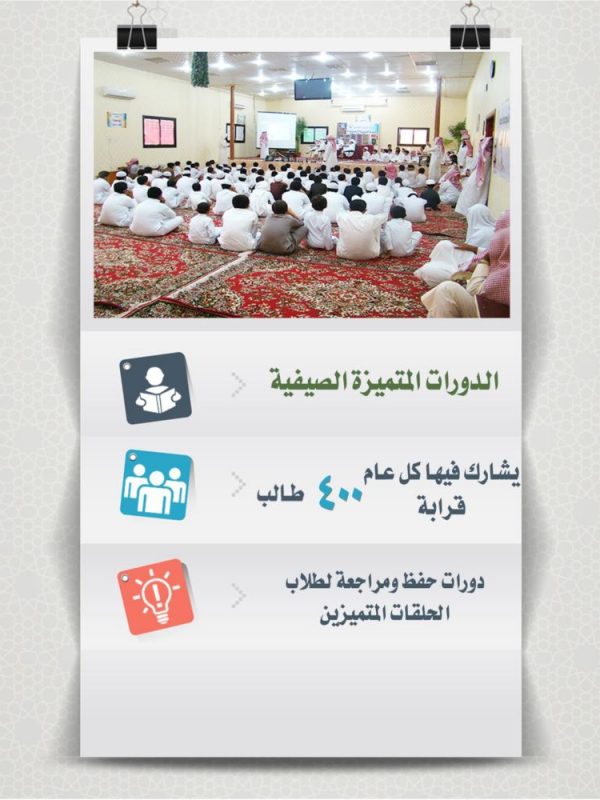 الدورات المتميزة الصيفية
يشارك فيها كل عام
قرابة ٤٠٠ طالب
دورات حفظ ومراجعة لطلاب
الحلقات المتميزين